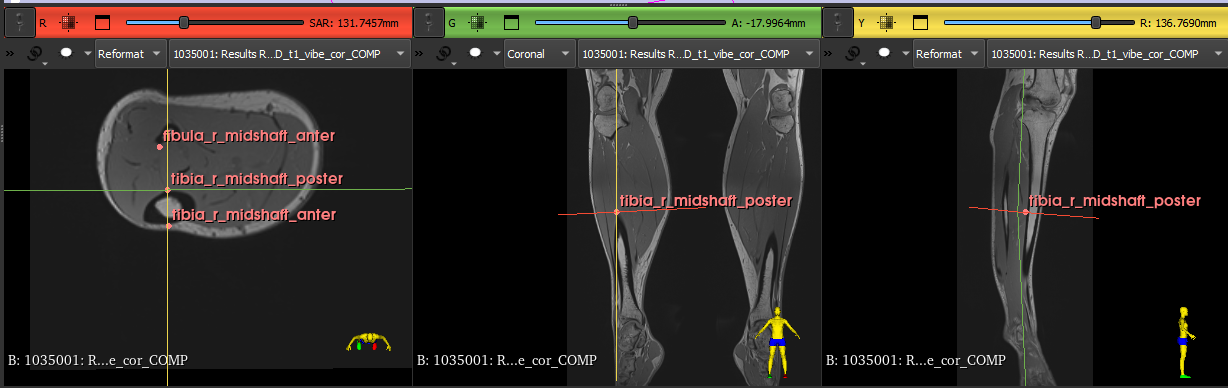 R SAR: 131.7457mm
G A: -17.9964mm
Y R: 136.7690mm
» Reformat 1035001: Results R...D_t1_vibe_cor_COMP
» Coronal 1035001: Results R...D_t1_vibe_cor_COMP
» Reformat 1035001: Results R...D_t1_vibe_cor_COMP
fibula_r_midshaft_anter
tibia_r_midshaft_poster
tibia_r_midshaft_anter
B: 1035001: R...e_cor_COMP
tibia_r_midshaft_poster
B: 1035001: R...e_cor_COMP
tibia_r_midshaft_poster
B: 1035001: R...e_cor_COMP